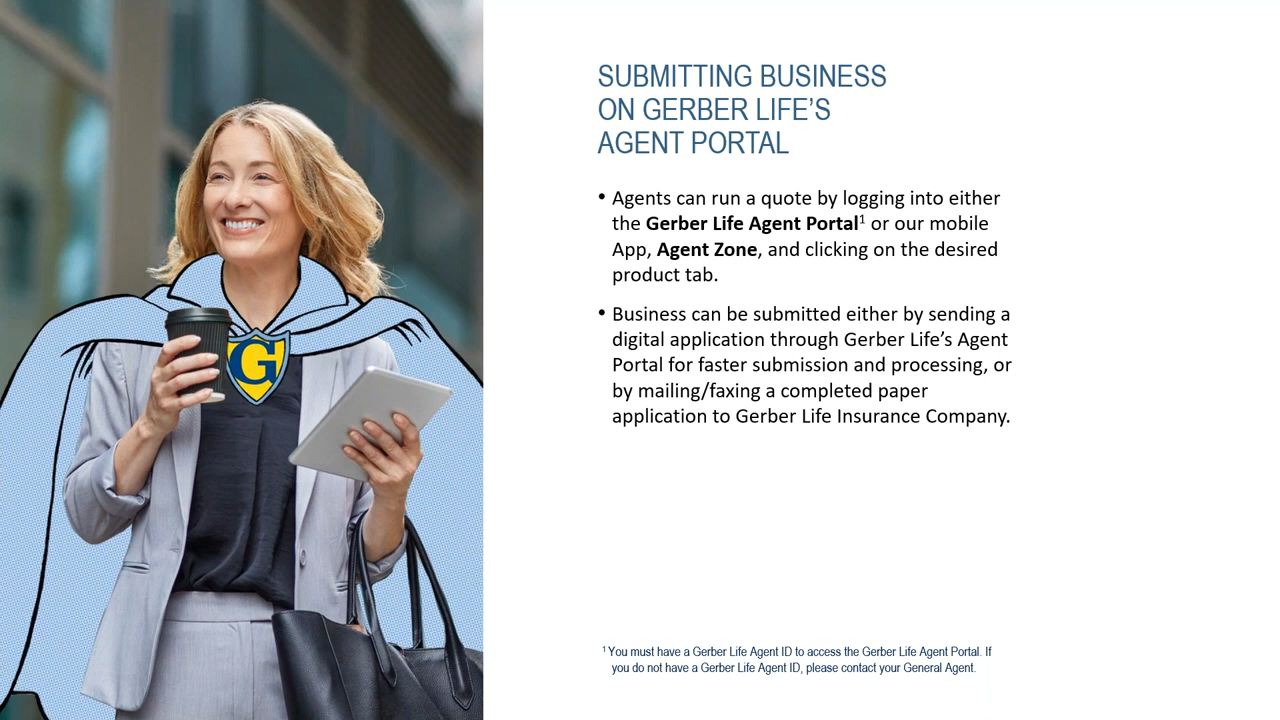 SUBMITTING BUSINESS
ON GERBER LIFE’S
AGENT PORTAL
• Agents can run a quote by logging into either
the Gerber Life Agent Portal¹ or our mobile
App, Agent Zone, and clicking on the desired
product tab.
• Business can be submitted either by sending a
digital application through Gerber Life’s Agent
Portal for faster submission and processing, or
by mailing/faxing a completed paper
application to Gerber Life Insurance Company.
G
¹ You must have a Gerber Life Agent ID to access the Gerber Life Agent Portal. If
you do not have a Gerber Life Agent ID, please contact your General Agent.